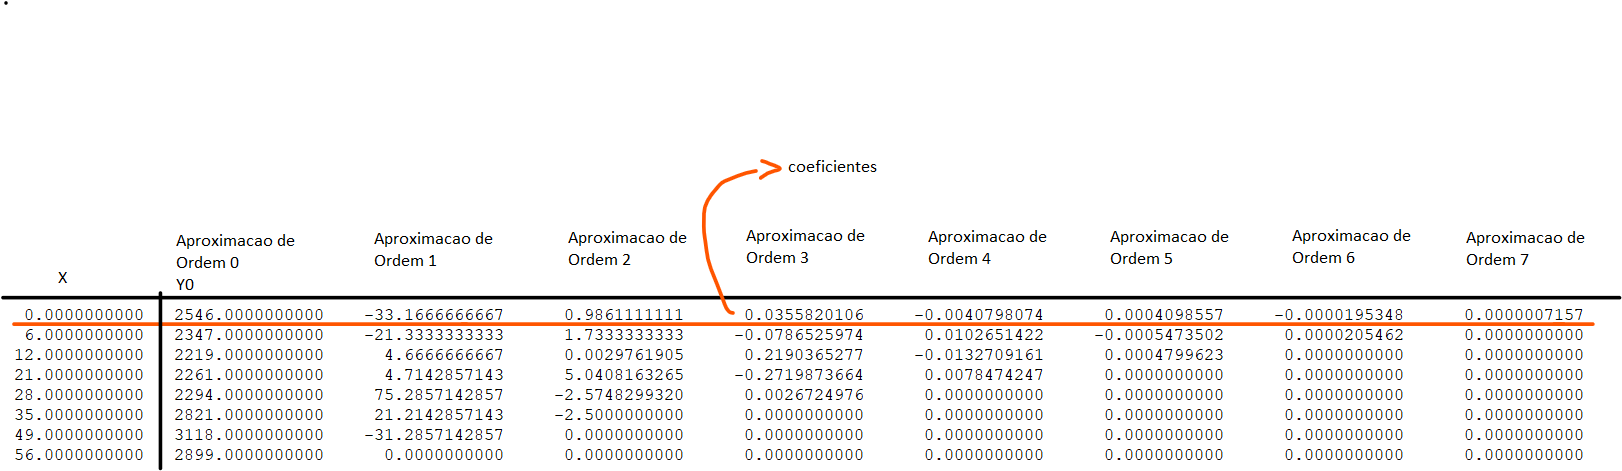 coeficientes
Aproximacao de Ordem 0 Y0
Aproximacao de Ordem 1
Aproximacao de Ordem 2
Aproximacao de Ordem 3
Aproximacao de Ordem 4
Aproximacao de Ordem 5
Aproximacao de Ordem 6
Aproximacao de Ordem 7
X
0.0000000000 2546.0000000000 -33.1666666667 0.9861111111 0.0355820106 -0.0040798074 0.0004098557 -0.0000195348 0.0000007157
6.0000000000 2347.0000000000 -21.3333333333 1.7333333333 -0.0786525974 0.0102651422 -0.0005473502 0.0000205462 0.0000000000
12.0000000000 2219.0000000000 4.6666666667 0.0029761905 0.2190365277 -0.0132709161 0.0004799623 0.0000000000 0.0000000000
21.0000000000 2261.0000000000 4.7142857143 5.0408163265 -0.2719873664 0.0078474247 0.0000000000 0.0000000000 0.0000000000
28.0000000000 2294.0000000000 75.2857142857 -2.5748299320 0.0026724976 0.0000000000 0.0000000000 0.0000000000 0.0000000000
35.0000000000 2821.0000000000 21.2142857143 -2.5000000000 0.0000000000 0.0000000000 0.0000000000 0.0000000000 0.0000000000
49.0000000000 3118.0000000000 -31.2857142857 0.0000000000 0.0000000000 0.0000000000 0.0000000000 0.0000000000 0.0000000000
56.0000000000 2899.0000000000 0.0000000000 0.0000000000 0.0000000000 0.0000000000 0.0000000000 0.0000000000 0.0000000000